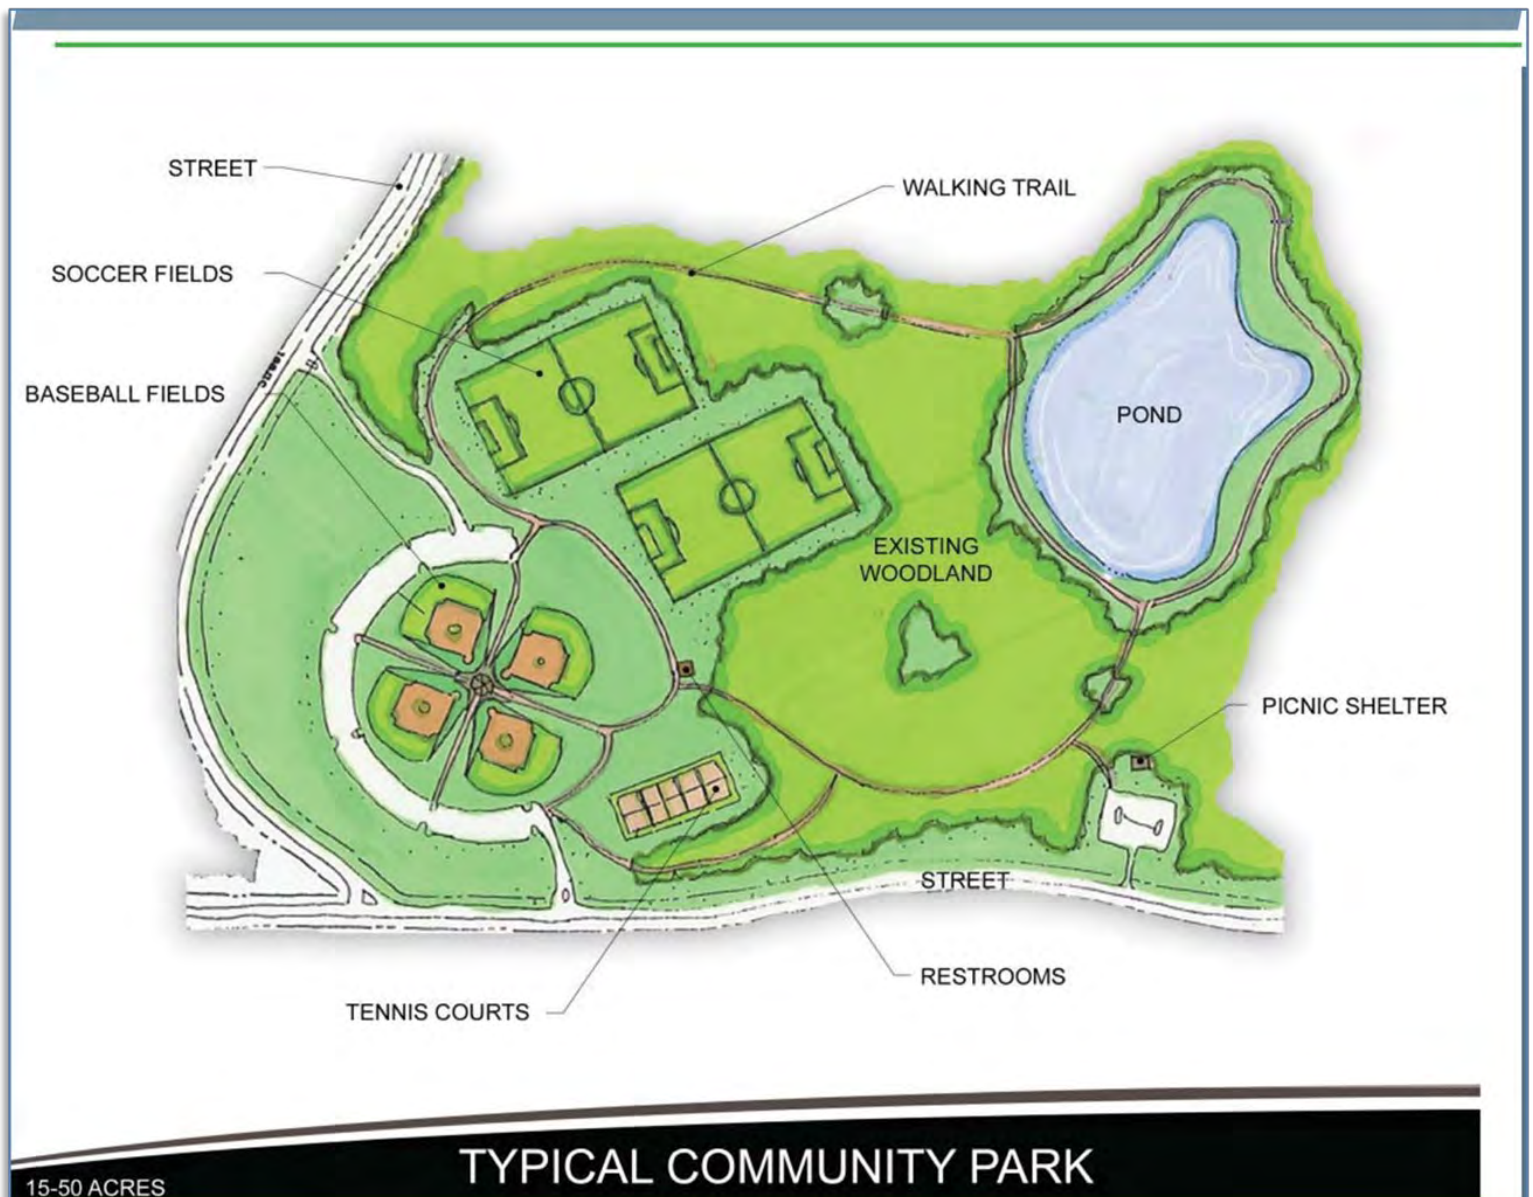 STREET
WALKING TRAIL
SOCCER FIELDS
BASEBALL FIELDS
POND
EXISTING
WOODLAND
PICNIC SHELTER
STREET
RESTROOMS
TENNIS COURTS
TYPICAL COMMUNITY PARK
15-50 ACRES